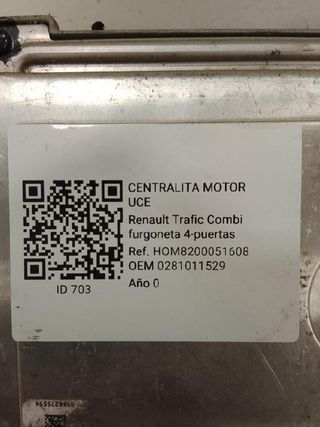 CENTRALITA MOTOR
UCE
Renault Trafic Combi
furgoneta 4-puertas
Ref. HOM8200051608
OEM 0281011529
Año 0
ID 703